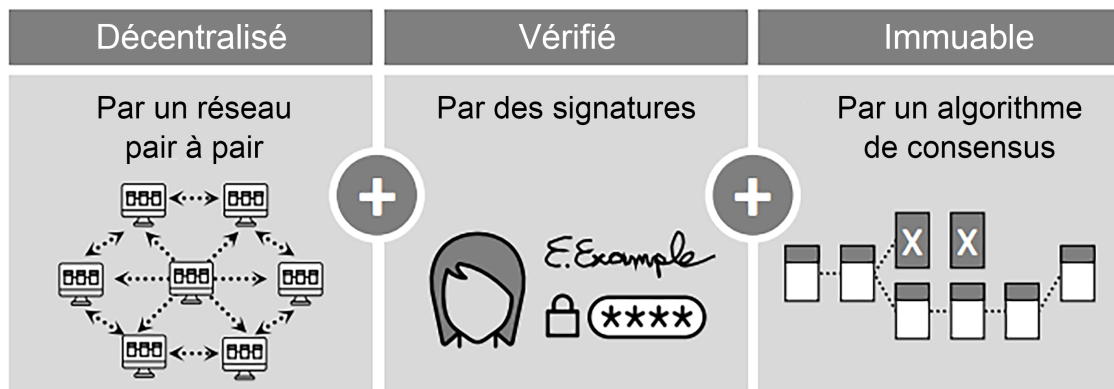 Décentralisé
Par un réseau
pair à pair
Vérifié
Par des signatures
E.Example
****
Immuable
Par un algorithme
de consensus
X X